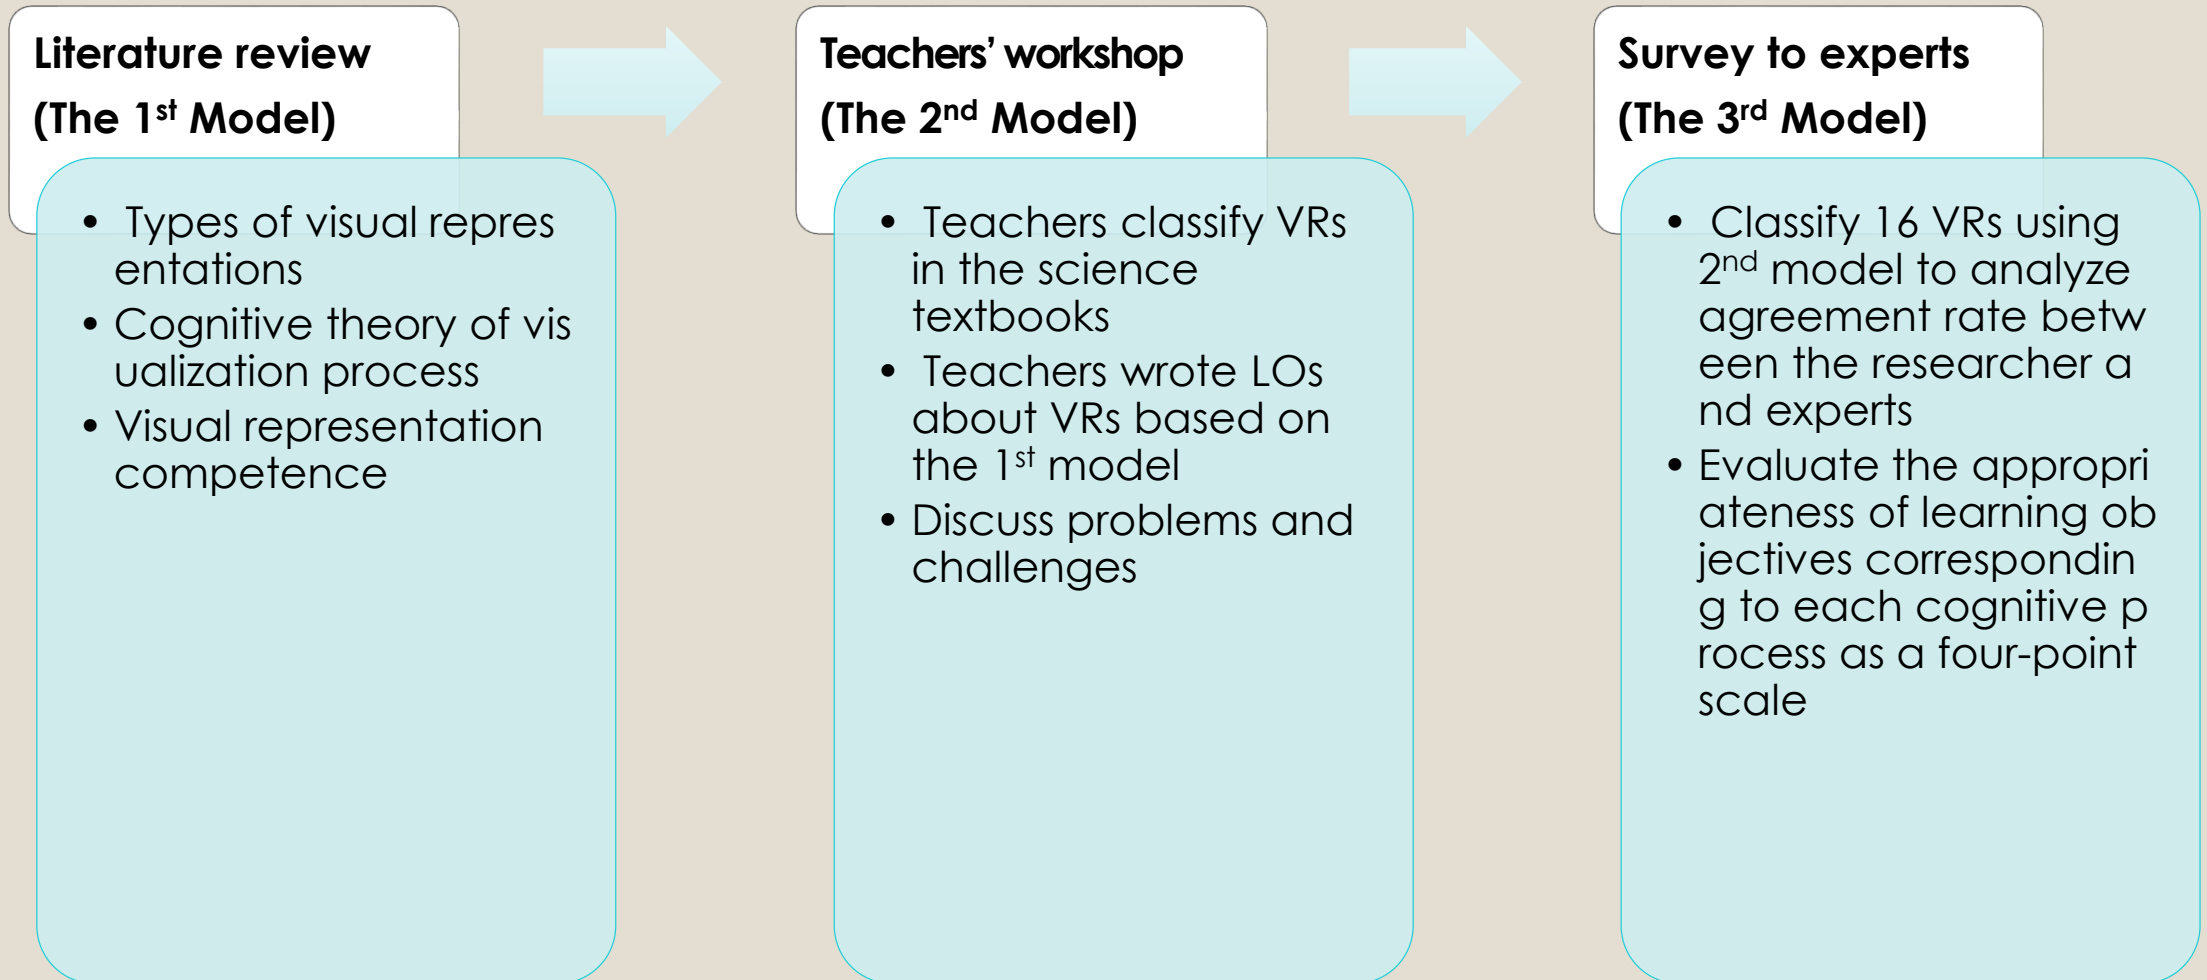 Literature review
(The 1st Model)
• Types of visual repres
entations
• Cognitive theory of vis
ualization process
• Visual representation
competence
Teachers’ workshop
(The 2nd Model)
• Teachers classify VRs
in the science
textbooks
• Teachers wrote LOs
about VRs based on
the 1st model
• Discuss problems and
challenges
Survey to experts
(The 3rd Model)
• Classify 16 VRs using
2nd model to analyze
agreement rate betw
een the researcher a
nd experts
• Evaluate the appropri
ateness of learning ob
jectives correspondin
g to each cognitive p
rocess as a four-point
scale